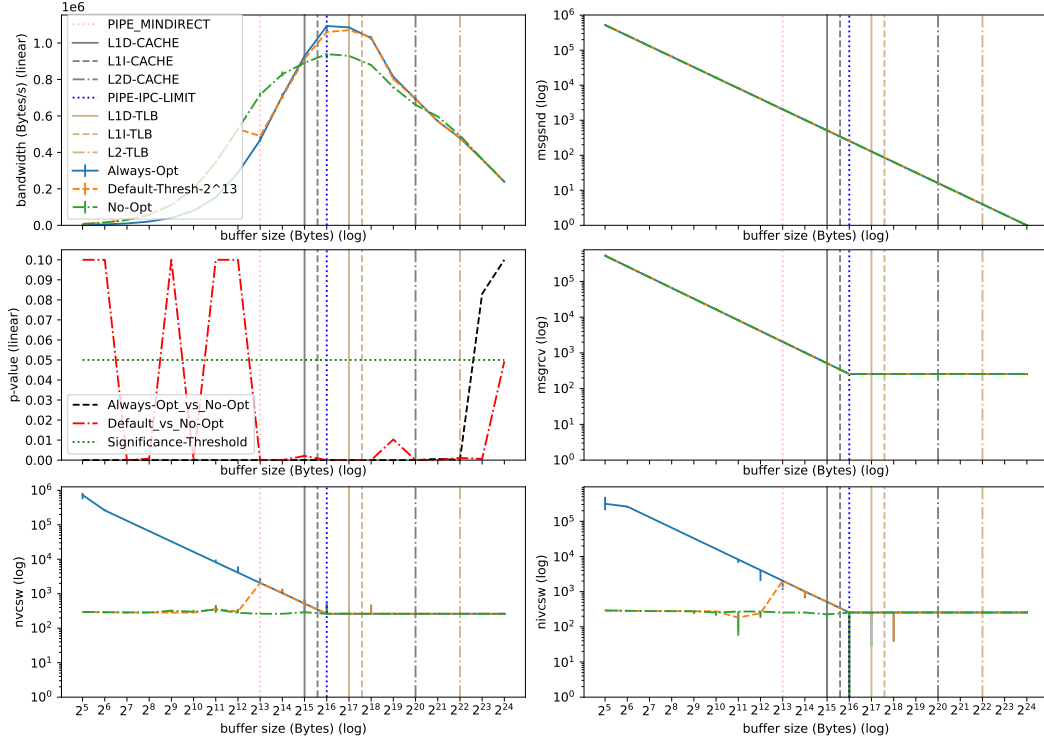 1e6
1.0
0.8
0.6
0.4
0.2
0.0
bandwidth (Bytes/s) (linear)
buffer size (Bytes) (log)
PIPE_MINDIRECT
L1D-CACHE
L1I-CACHE
L2D-CACHE
PIPE-IPC-LIMIT
L1D-TLB
L1I-TLB
L2-TLB
Always-Opt
Default-Thresh-2^13
No-Opt
10^6
10^5
10^4
10^3
10^2
10^1
10^0
msgsnd (log)
buffer size (Bytes) (log)
0.10
0.09
0.08
0.07
0.06
0.05
0.04
0.03
0.02
0.01
0.00
p-value (linear)
buffer size (Bytes) (log)
Always-Opt_vs_No-Opt
Default_vs_No-Opt
Significance-Threshold
10^5
10^4
10^3
10^2
10^1
10^0
msgrcv (log)
buffer size (Bytes) (log)
10^6
10^5
10^4
10^3
10^2
10^1
10^0
nvcsw (log)
2^5 2^7 2^8 2^9 2^10 2^11 2^12 2^13 2^14 2^15 2^16 2^17 2^18 2^19 2^20 2^21 2^22 2^23 2^24
buffer size (Bytes) (log)
10^5
10^4
10^3
10^2
10^1
10^0
nivcsw (log)
2^5 2^7 2^8 2^9 2^10 2^11 2^12 2^13 2^14 2^15 2^16 2^17 2^18 2^19 2^20 2^21 2^22 2^23 2^24
buffer size (Bytes) (log)